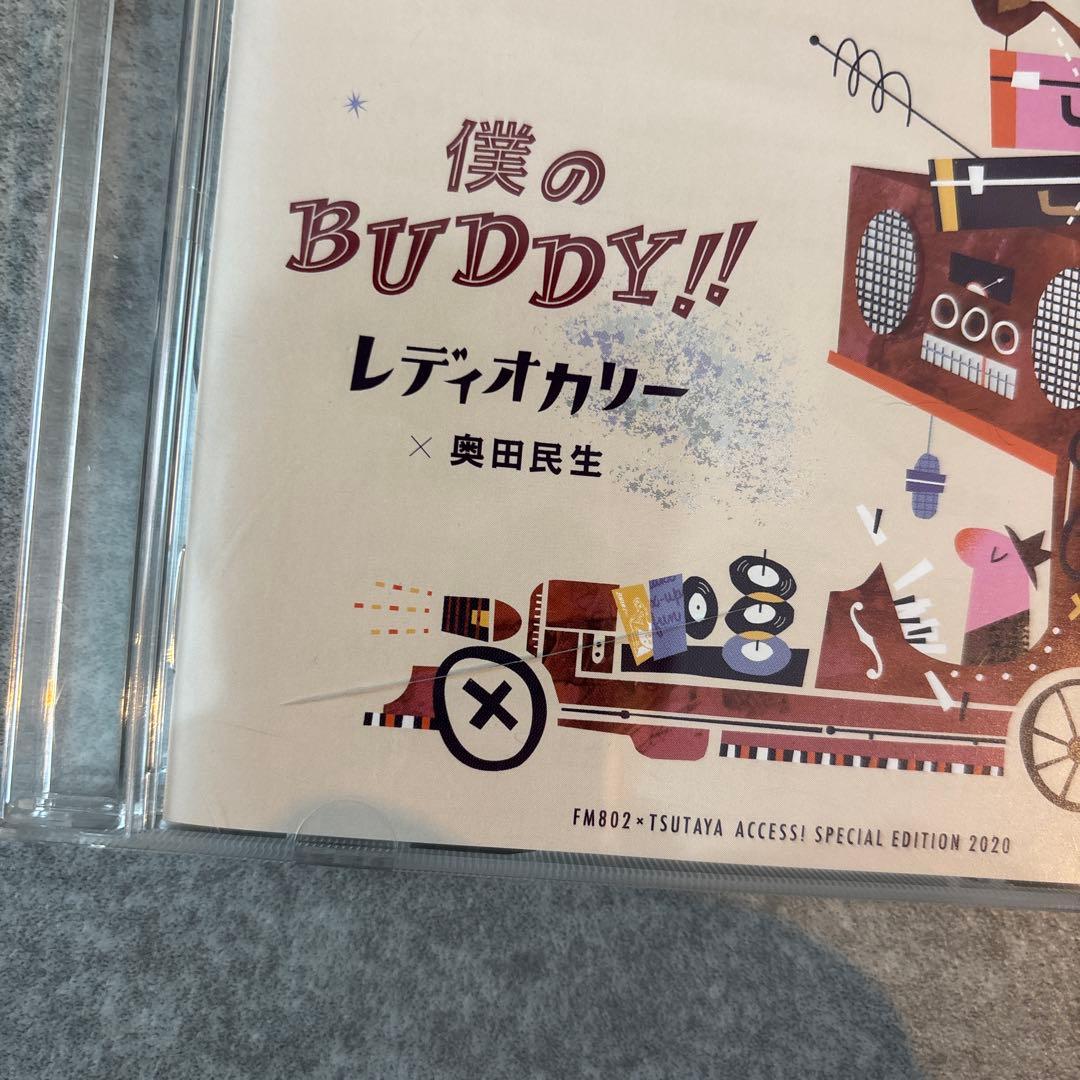 僕の
BUDDY!!
レディオカリー
× 奥田民生
FM802×TSUTAYA ACCESS! SPECIAL EDITION 2020